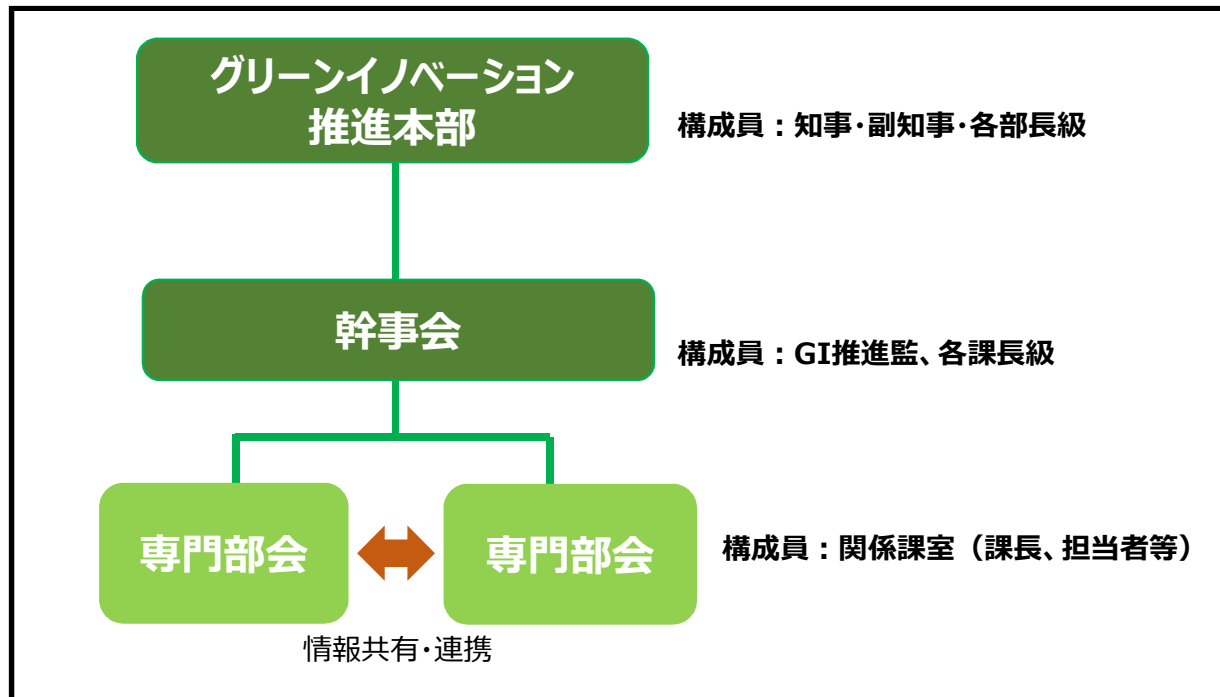 グリーンイノベーション
推進本部
構成員：知事・副知事・各部長級
幹事会
構成員：GI推進監、各課長級
専門部会
専門部会
構成員：関係課室（課長、担当者等）
情報共有・連携